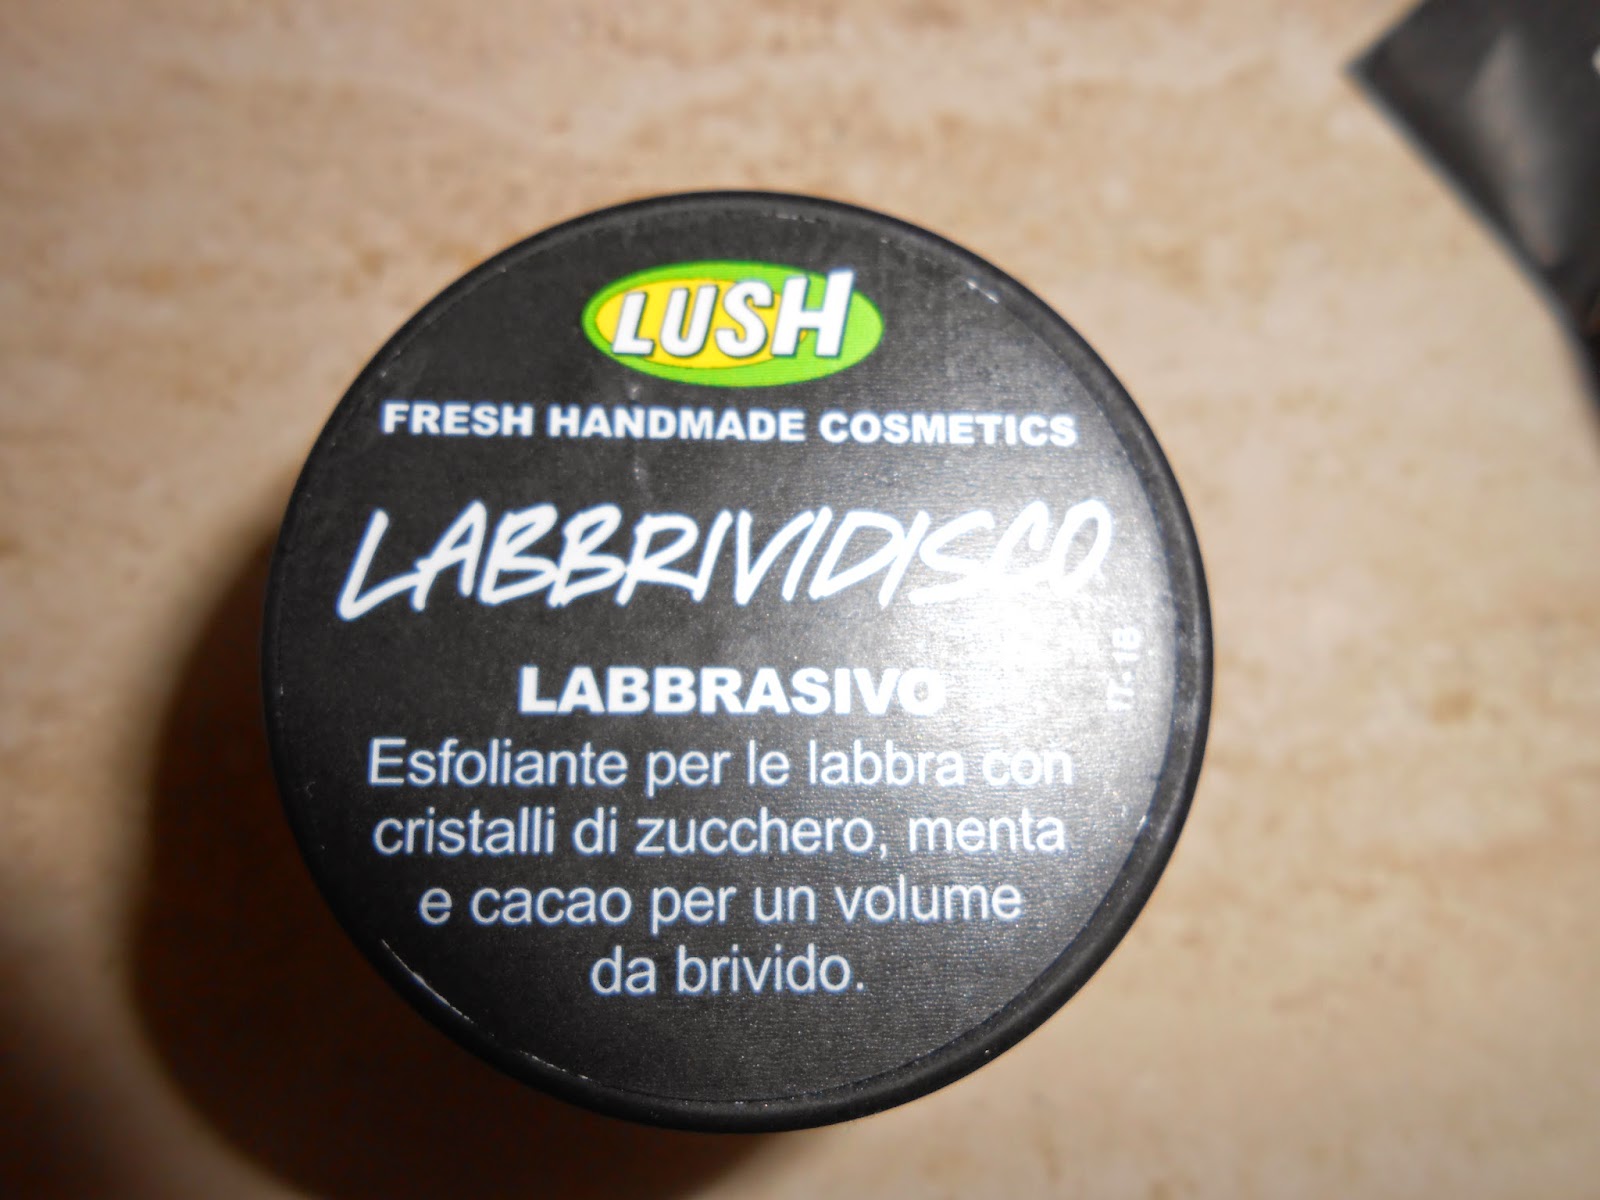 LUSH
FRESH HANDMADE COSMETICS
LABBRIVIDISCO
LABBRASIVO
Esfoliante per le labbra con
cristalli di zucchero, menta
e cacao per un volume
da brivido.